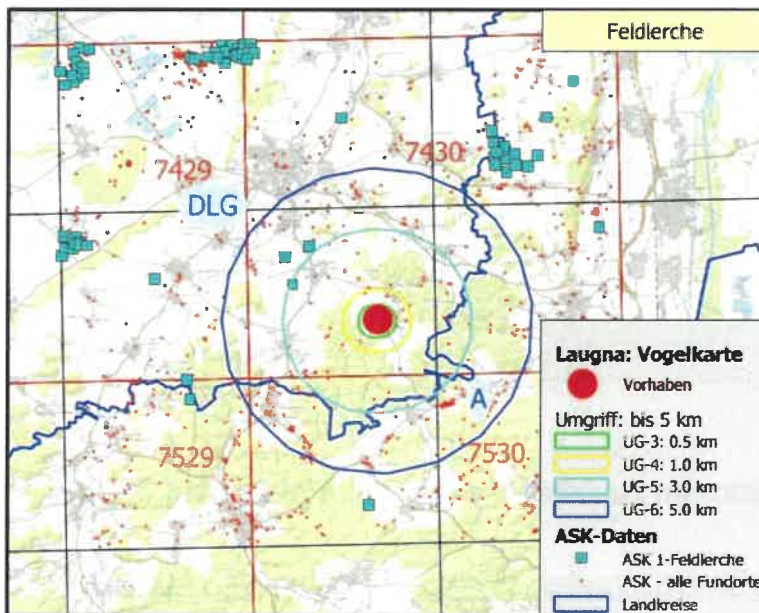 Feldlerche
7429
7430
DLG
A
7529
7530
Laugna: Vogelkarte
Vorhaben
Umgriff: bis 5 km
UG-3: 0.5 km
UG-4: 1.0 km
UG-5: 3.0 km
UG-6: 5.0 km
ASK-Daten
ASK 1-Feldlerche
ASK - alle Fundorte
Landkreise